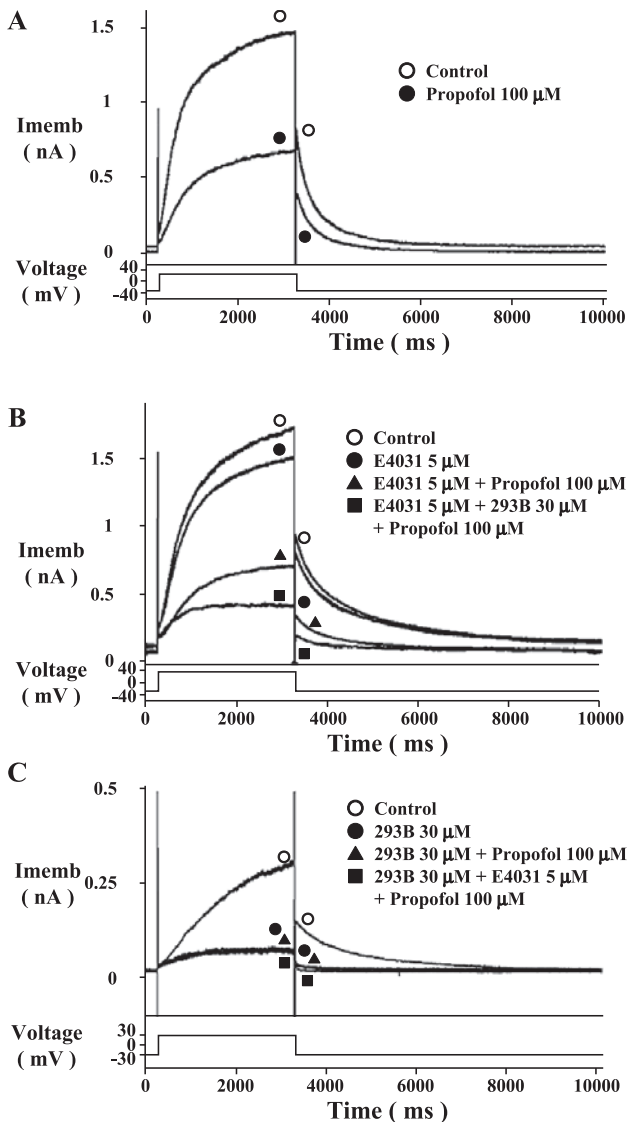 A
1.5
1
0.5
0
Imemb
( nA )
Control
Propofol 100 μM
Voltage
( mV )
40
0
-40
0 2000 4000 6000 8000 10000
Time ( ms )
B
1.5
1
0.5
0
Imemb
( nA )
Control
E4031 5 μM
E4031 5 μM + Propofol 100 μM
E4031 5 μM + 293B 30 μM
+ Propofol 100 μM
Voltage
( mV )
40
0
-40
0 2000 4000 6000 8000 10000
Time ( ms )
C
0.5
0.25
0
Imemb
( nA )
Control
293B 30 μM
293B 30 μM + Propofol 100 μM
293B 30 μM + E4031 5 μM
+ Propofol 100 μM
Voltage
( mV )
30
0
-30
0 2000 4000 6000 8000 10000
Time ( ms )